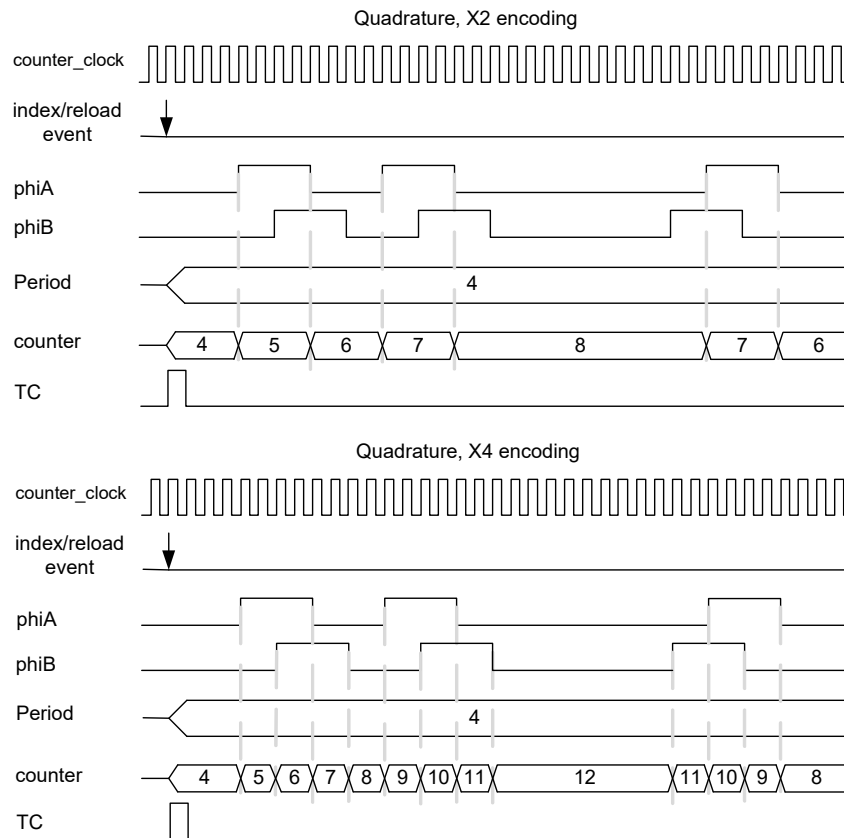 Quadrature, X2 encoding
counter_clock
index/reload
event
phiA
phiB
Period
4
counter
4 5 6 7 8 7 6
TC
Quadrature, X4 encoding
counter_clock
index/reload
event
phiA
phiB
Period
4
counter
4 5 6 7 8 9 10 11 12 11 10 9 8
TC